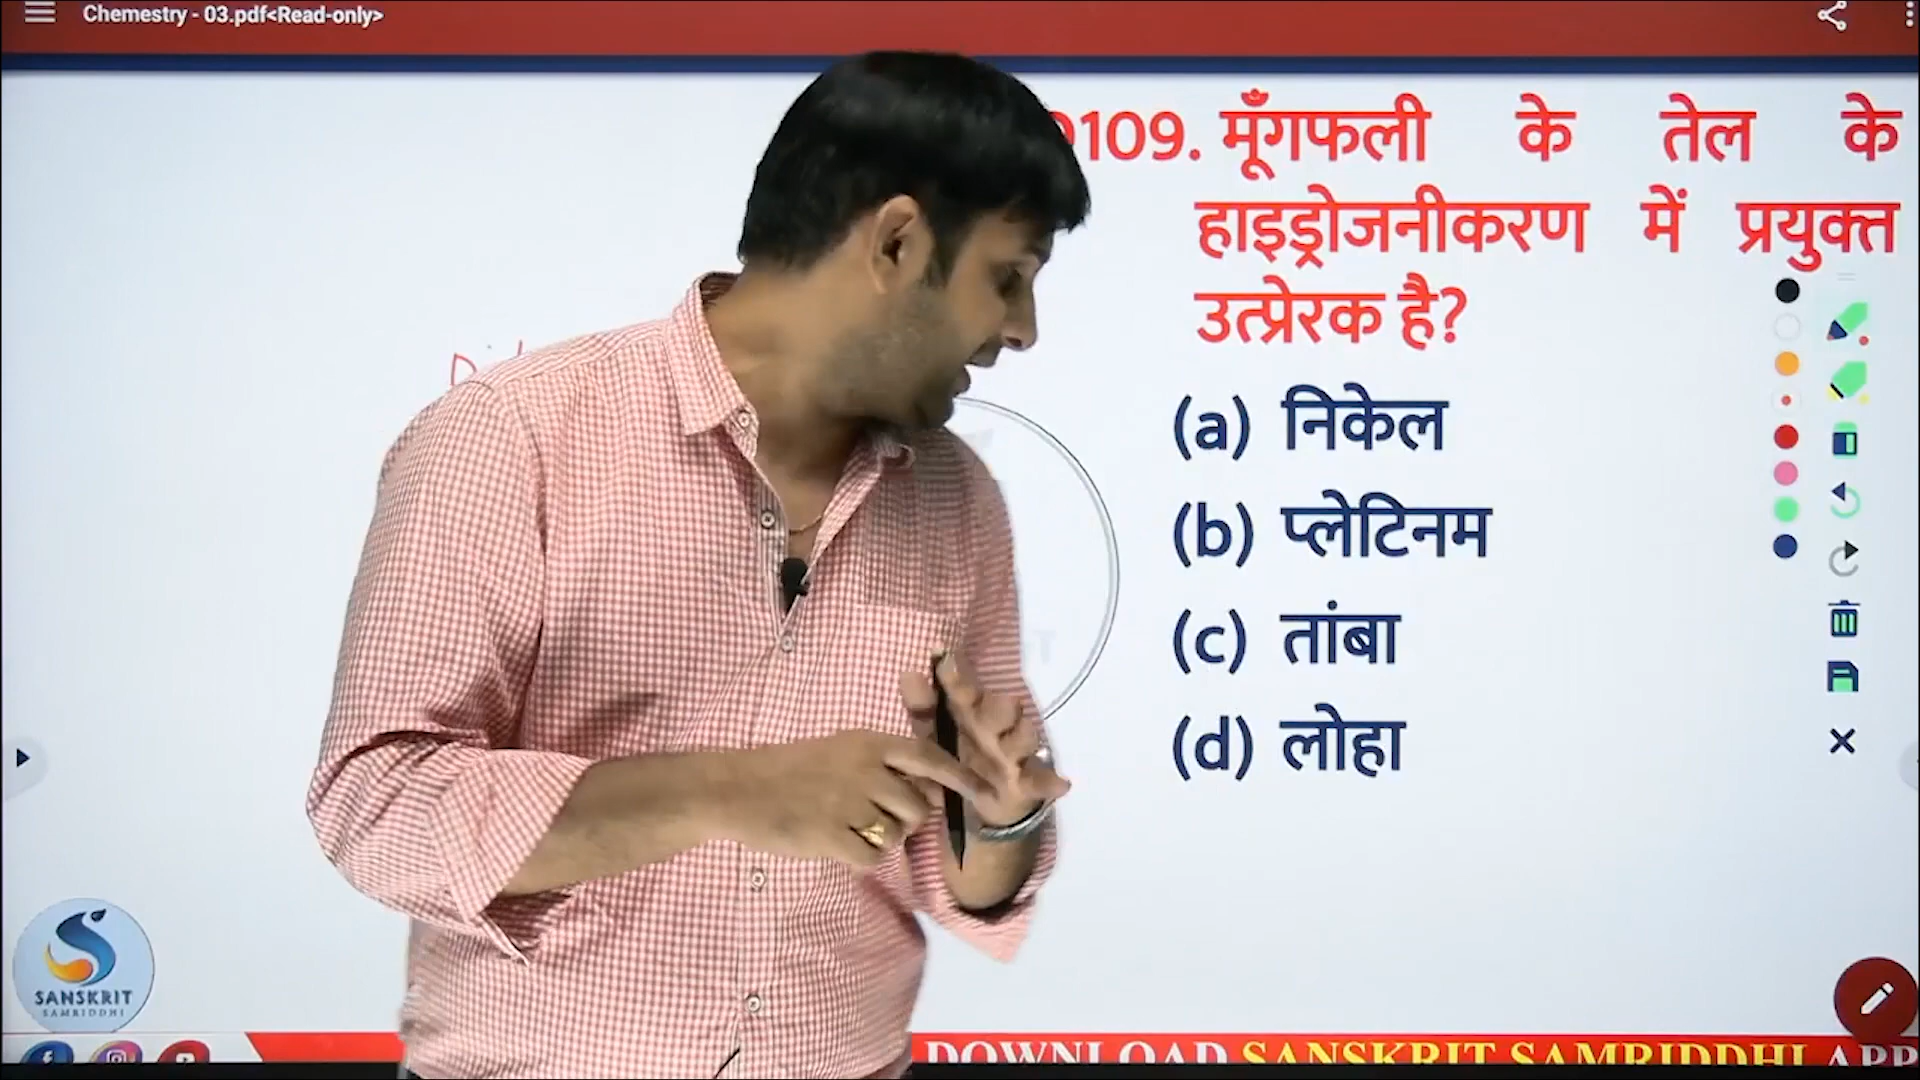 Chemestry - 03.pdf<Read-only>
109. मूँगफली के तेल के
हाइड्रोजनीकरण में प्रयुक्त
उत्प्रेरक है?
(a) निकेल
(b) प्लेटिनम
(c) तांबा
(d) लोहा
SANSKRIT
SAMRIDDHI
DOWNLOAD SANSKRIT SAMRIDDHI APP